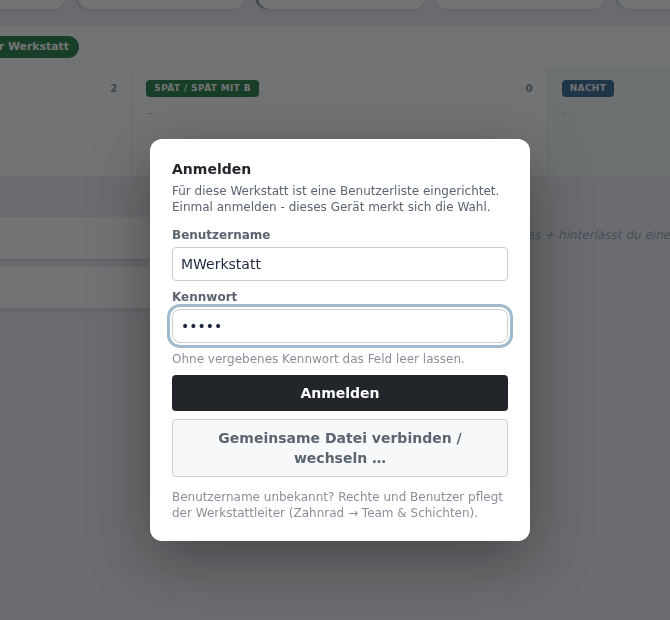 r Werkstatt
2
SPÄT / SPÄT MIT B
0
NACHT
–
–
Anmelden
Für diese Werkstatt ist eine Benutzerliste eingerichtet.
Einmal anmelden - dieses Gerät merkt sich die Wahl.
as + hinterlässt du eine
Benutzername
MWerkstatt
Kennwort
•••••
Ohne vergebenes Kennwort das Feld leer lassen.
Anmelden
Gemeinsame Datei verbinden /
wechseln …
Benutzername unbekannt? Rechte und Benutzer pflegt
der Werkstattleiter (Zahnrad → Team & Schichten).